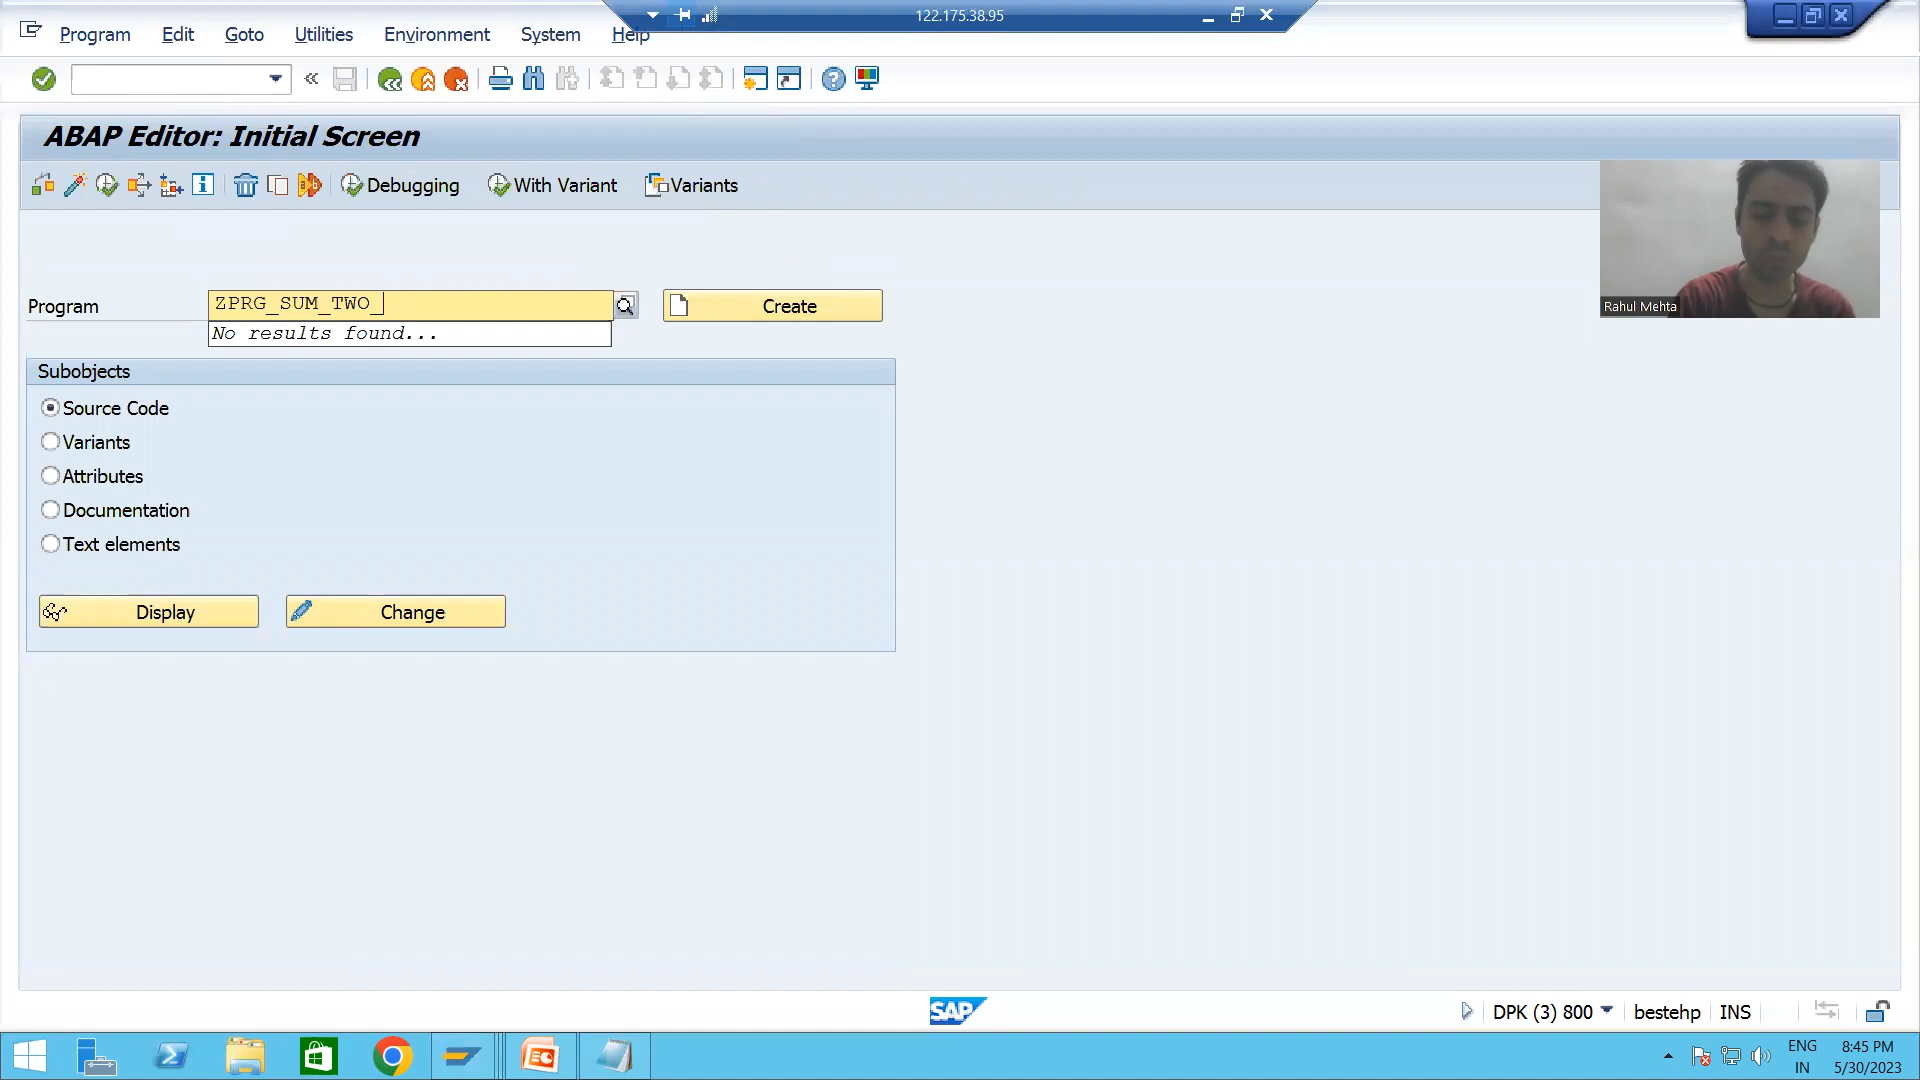 122.175.38.95
Program Edit Goto Utilities Environment System Help
ABAP Editor: Initial Screen
Debugging With Variant Variants
Rahul Mehta
Program ZPRG_SUM_TWO_ Create
No results found...
Subobjects
Source Code
Variants
Attributes
Documentation
Text elements
Display Change
SAP DPK (3) 800 bestehp INS
ENG 8:45 PM
IN 5/30/2023